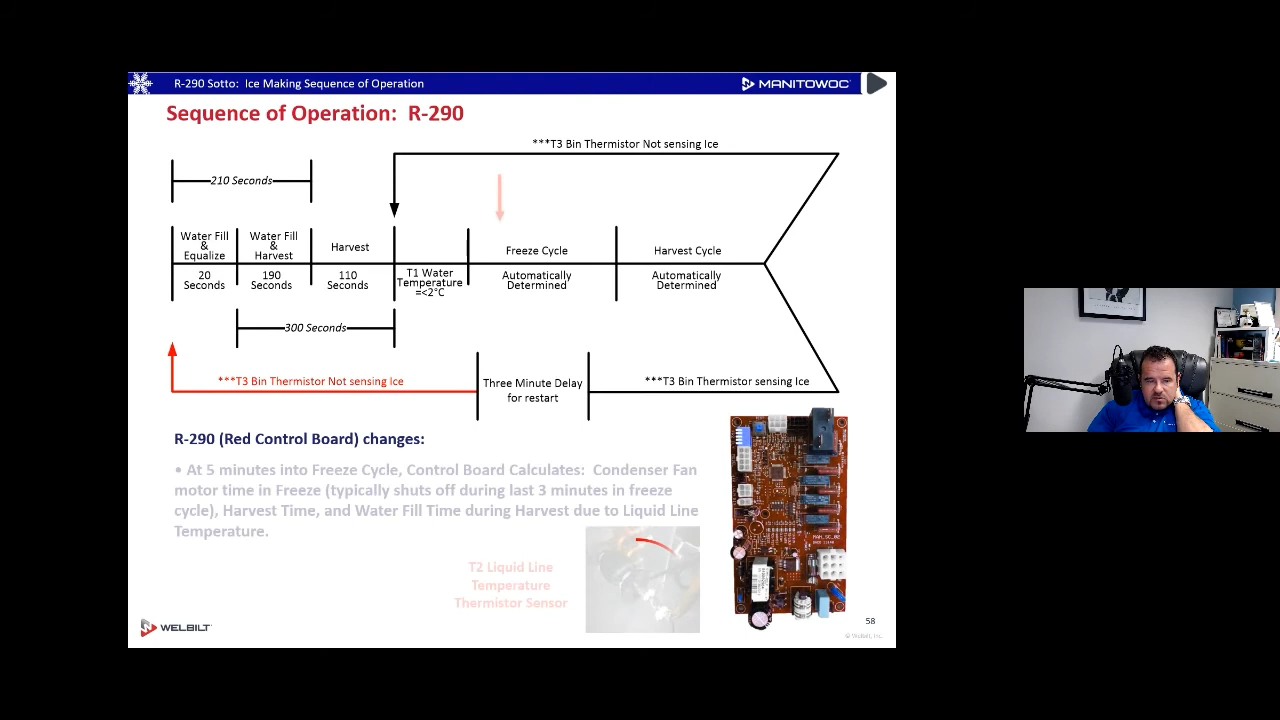 R-290 Sotto: Ice Making Sequence of Operation
MANITOWOC
Sequence of Operation: R-290
***T3 Bin Thermistor Not sensing Ice
210 Seconds
Water Fill
&
Equalize
Water Fill
&
Harvest
Harvest
Freeze Cycle
Harvest Cycle
20
Seconds
190
Seconds
110
Seconds
T1 Water
Temperature
=<2°C
Automatically
Determined
Automatically
Determined
300 Seconds
***T3 Bin Thermistor Not sensing Ice
Three Minute Delay
for restart
***T3 Bin Thermistor sensing Ice
R-290 (Red Control Board) changes:
• At 5 minutes into Freeze Cycle, Control Board Calculates: Condenser Fan
motor time in Freeze (typically shuts off during last 3 minutes in freeze
cycle), Harvest Time, and Water Fill Time during Harvest due to Liquid Line
Temperature.
T2 Liquid Line
Temperature
Thermistor Sensor
WELBILT
58
© Welbilt, Inc.